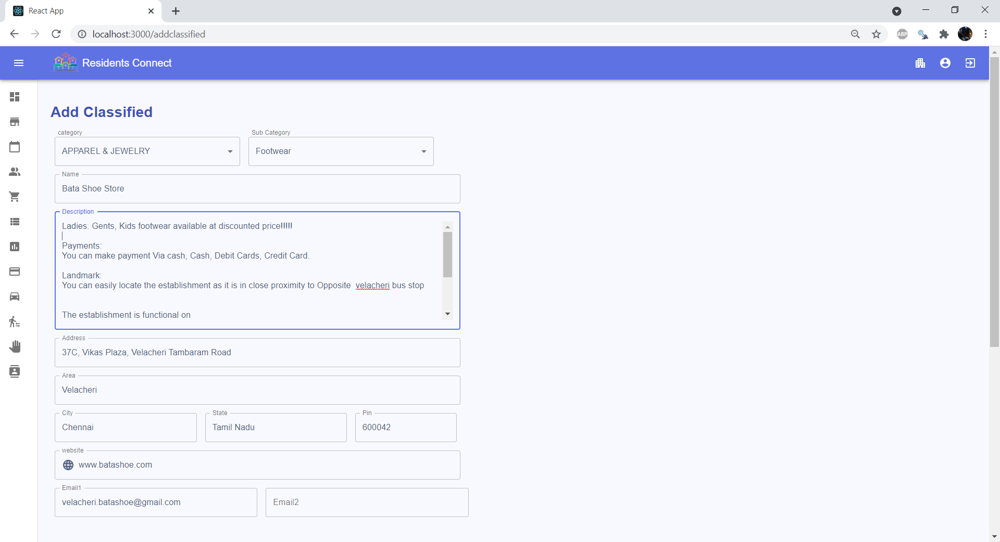 React App
localhost:3000/addclassified
ABP
Residents Connect
Add Classified
category
Sub Category
APPAREL & JEWELRY
Footwear
Name
Bata Shoe Store
Description
Ladies. Gents, Kids footwear available at discounted price!!!!!
Payments:
You can make payment Via cash, Cash, Debit Cards, Credit Card.
Landmark:
You can easily locate the establishment as it is in close proximity to Opposite  velacheri bus stop
The establishment is functional on
Address
37C, Vikas Plaza, Velacheri Tambaram Road
Area
Velacheri
City
State
Pin
Chennai
Tamil Nadu
600042
website
www.batashoe.com
Email1
velacheri.batashoe@gmail.com
Email2